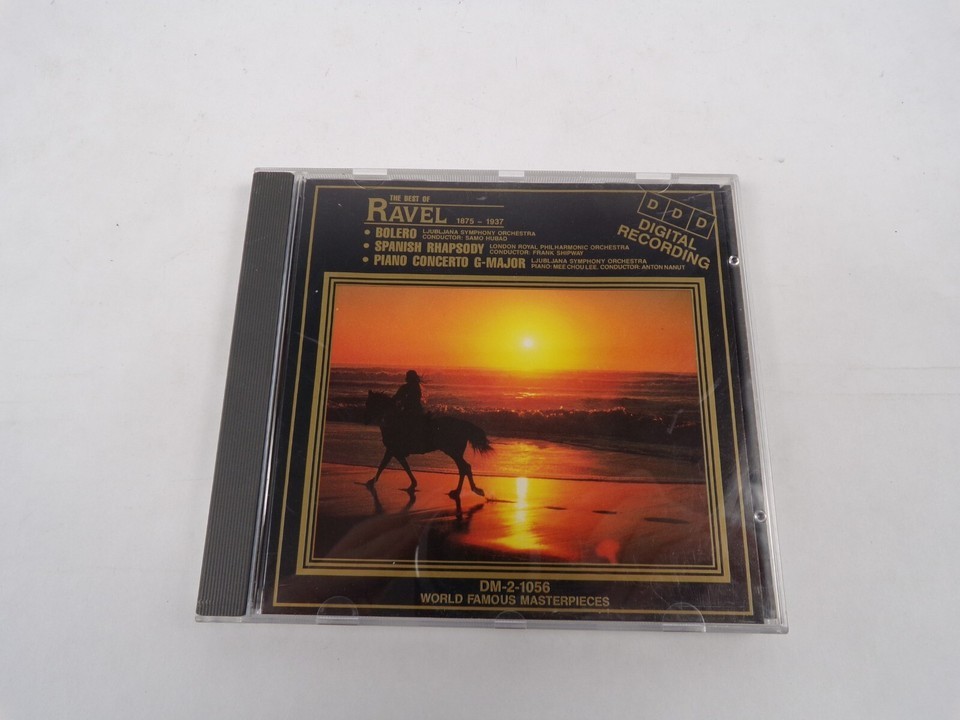 THE BEST OF
RAVEL 1875 - 1937
• BOLERO LJUBLJANA SYMPHONY ORCHESTRA
CONDUCTOR: SAMO HUBAD
• SPANISH RHAPSODY LONDON ROYAL PHILHARMONIC ORCHESTRA
CONDUCTOR: FRANK SHIPWAY
• PIANO CONCERTO G-MAJOR LJUBLJANA SYMPHONY ORCHESTRA
PIANO: MEE CHOU LEE, CONDUCTOR: ANTON NANUT
D D D
DIGITAL
RECORDING
DM-2-1056
WORLD FAMOUS MASTERPIECES